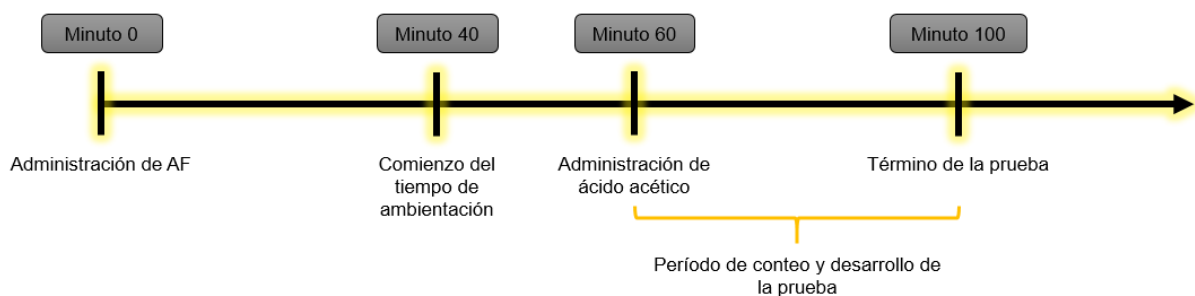 Minuto 0
Minuto 40
Minuto 60
Minuto 100
Administración de AF
Comienzo del
tiempo de
ambientación
Administración de
ácido acético
Término de la prueba
Período de conteo y desarrollo de
la prueba